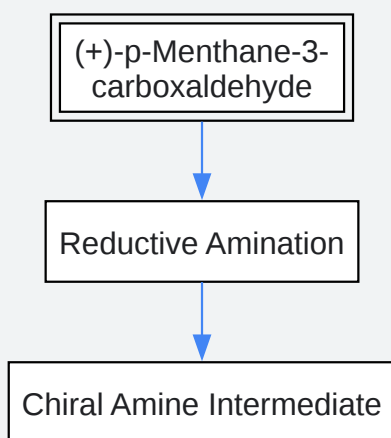 (+)-p-Menthane-3-
carboxaldehyde
Reductive Amination
Chiral Amine Intermediate